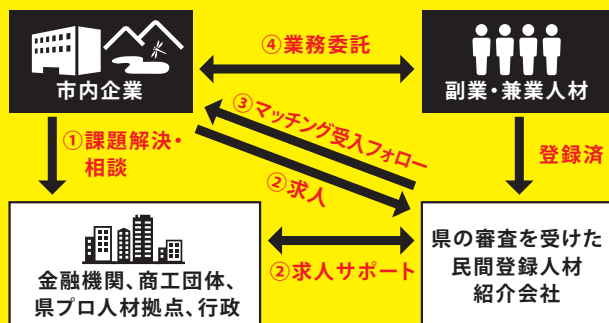 ④業務委託
市内企業
副業・兼業人材
①課題解決・
相談
③マッチング受入フォロー
②求人
登録済
金融機関、商工団体、
県プロ人材拠点、行政
②求人サポート
県の審査を受けた
民間登録人材
紹介会社